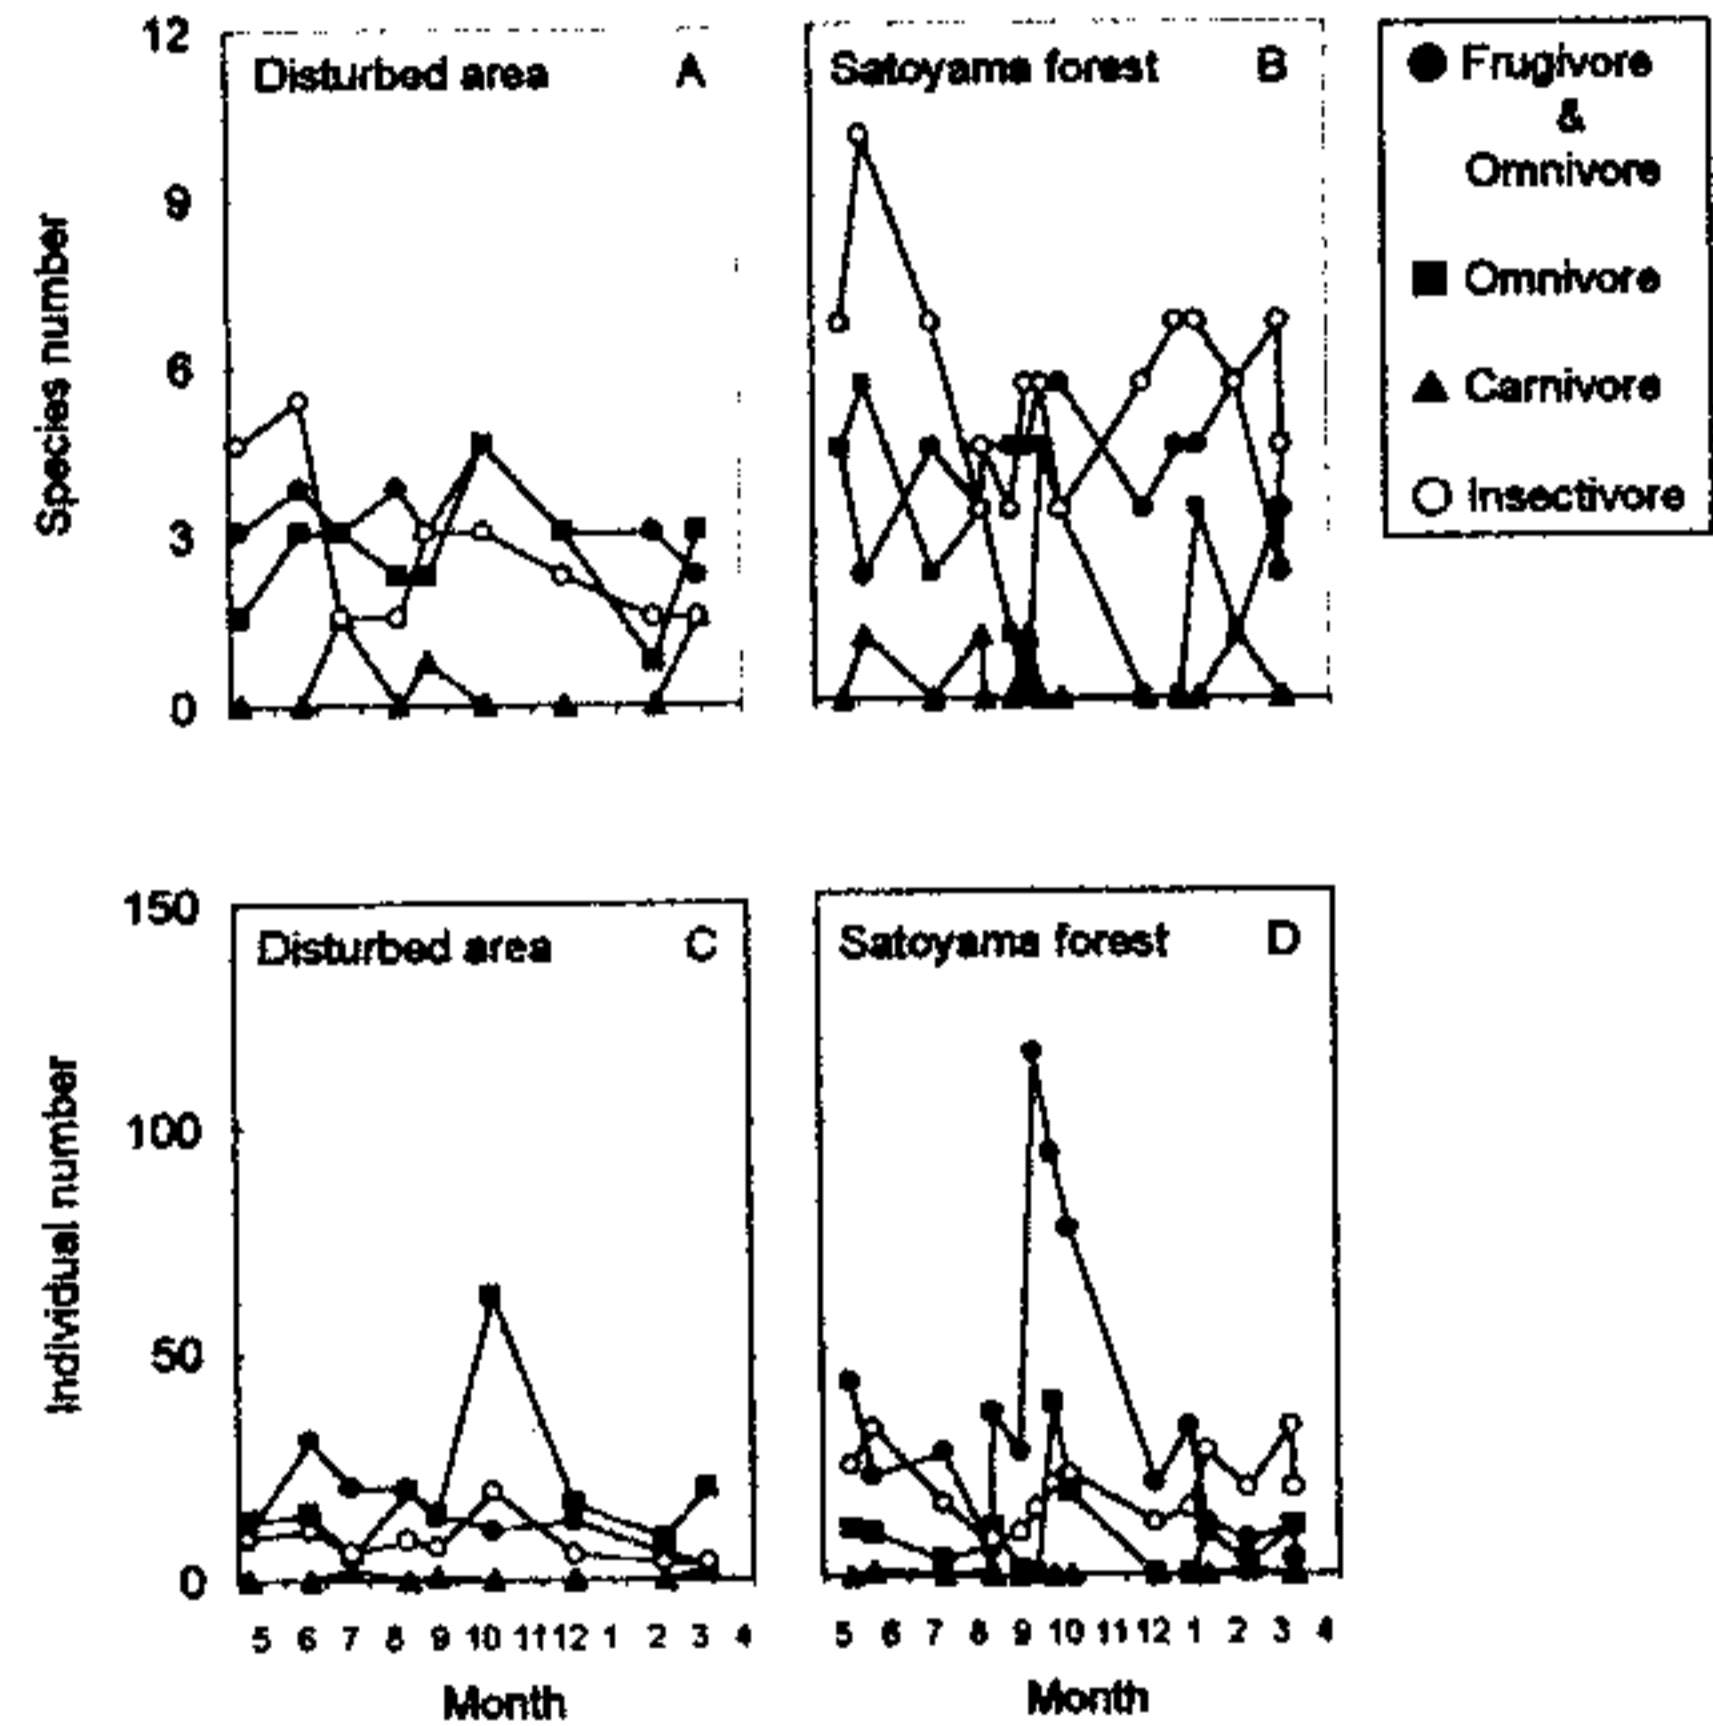 12
9
6
3
0
Species number
Disturbed area A
Satoyama forest B
Frugivore
&
Omnivore
Omnivore
Carnivore
Insectivore
150
100
50
0
Individual number
Disturbed area C
Satoyama forest D
5 6 7 8 9 10 11 12 1 2 3 4
Month
5 6 7 8 9 10 11 12 1 2 3 4
Month